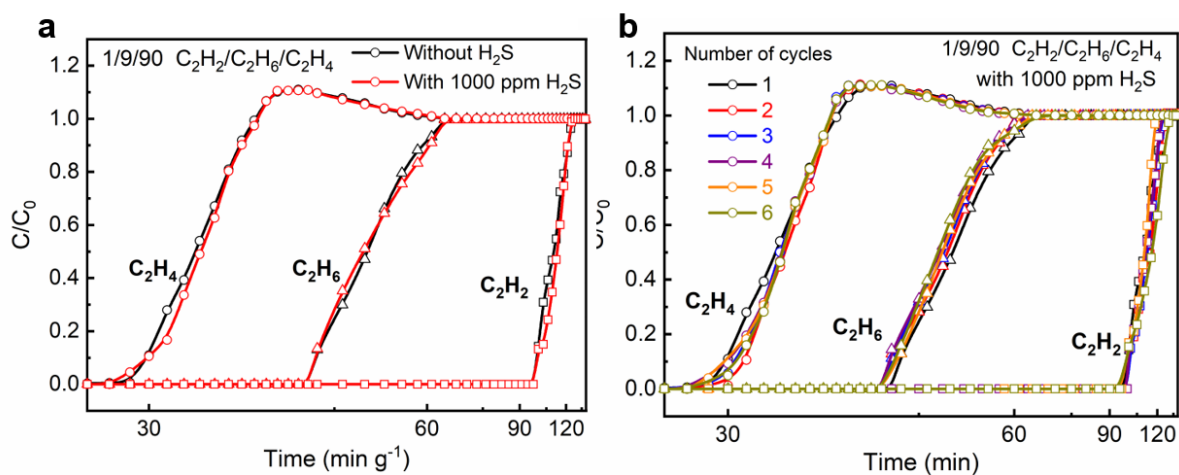 a
1/9/90 C₂H₂/C₂H₆/C₂H₄
Without H₂S
With 1000 ppm H₂S
1.2
1.0
0.8
0.6
0.4
0.2
0.0
C/C₀
C₂H₄
C₂H₆
C₂H₂
30
60
90
120
Time (min g⁻¹)
b
Number of cycles
1
2
3
4
5
6
1/9/90 C₂H₂/C₂H₆/C₂H₄
with 1000 ppm H₂S
1.2
1.0
0.8
0.6
0.4
0.2
0.0
C/C₀
C₂H₄
C₂H₆
C₂H₂
30
60
90
120
Time (min)